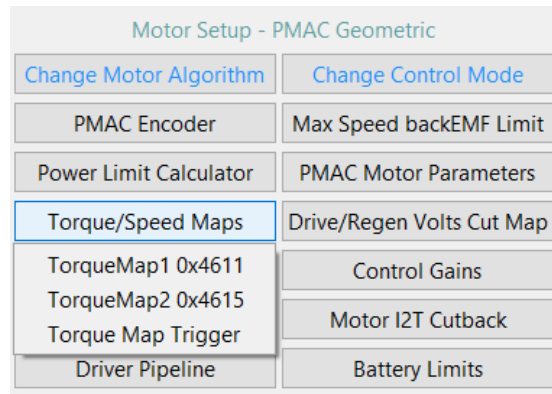 Motor Setup - PMAC Geometric
Change Motor Algorithm
Change Control Mode
PMAC Encoder
Max Speed backEMF Limit
Power Limit Calculator
PMAC Motor Parameters
Torque/Speed Maps
Drive/Regen Volts Cut Map
TorqueMap1 0x4611
TorqueMap2 0x4615
Torque Map Trigger
Control Gains
Motor I2T Cutback
Driver Pipeline
Battery Limits